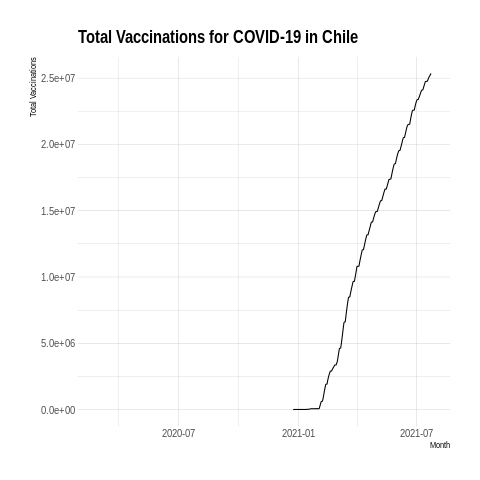 Total Vaccinations for COVID-19 in Chile
Total Vaccinations
2.5e+07
2.0e+07
1.5e+07
1.0e+07
5.0e+06
0.0e+00
2020-07
2021-01
2021-07
Month